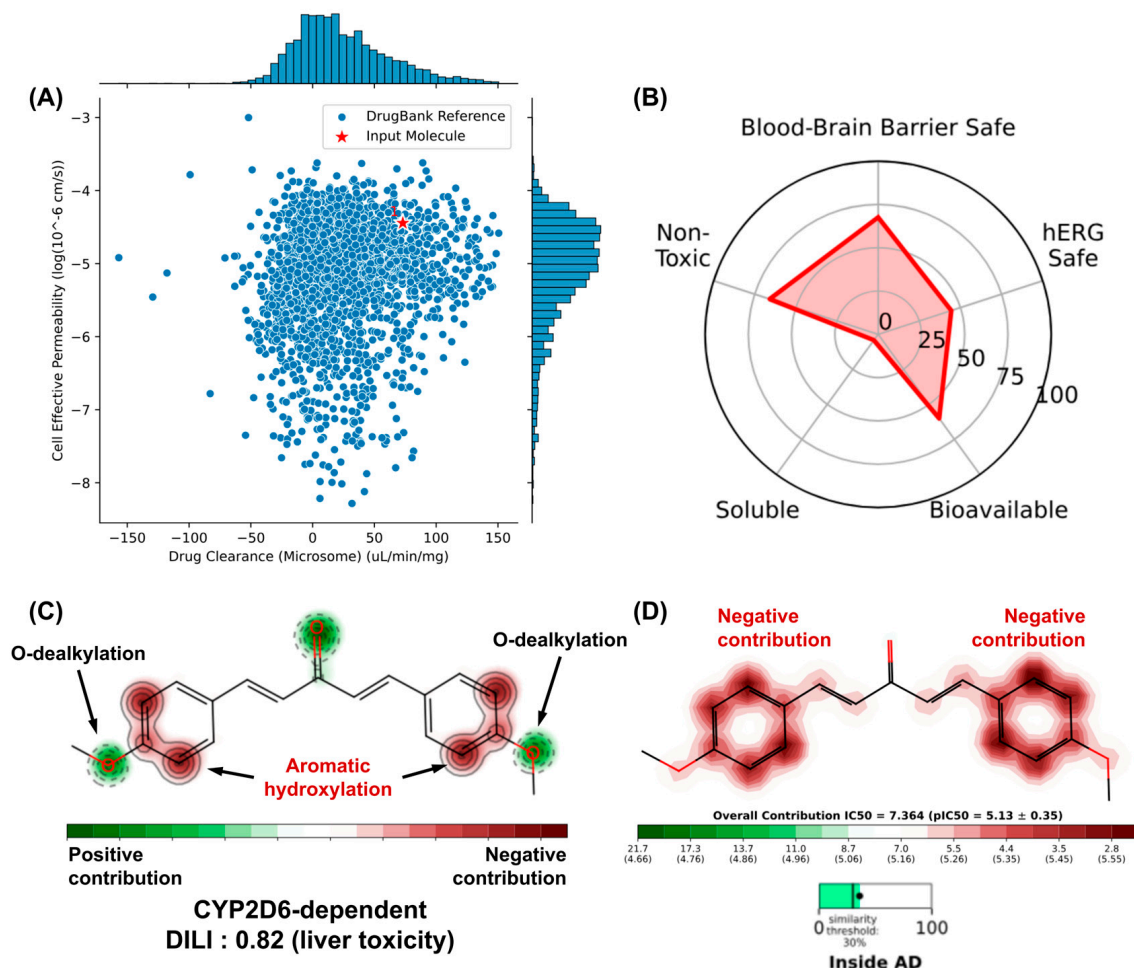 (A)
DrugBank Reference
Input Molecule
1
−3
−4
−5
−6
−7
−8
Cell Effective Permeability (log(10^-6 cm/s))
−150
−100
−50
0
50
100
150
Drug Clearance (Microsome) (uL/min/mg)
(B)
Blood-Brain Barrier Safe
Non-
Toxic
hERG
Safe
0
25
50
75
100
Soluble
Bioavailable
(C)
O-dealkylation
O-dealkylation
O
O
O
Aromatic
hydroxylation
Positive
contribution
Negative
contribution
CYP2D6-dependent
DILI : 0.82 (liver toxicity)
(D)
Negative
contribution
Negative
contribution
Overall Contribution IC50 = 7.364 (pIC50 = 5.13 ± 0.35)
21.7 17.3 13.7 11.0 8.7 7.0 5.5 4.4 3.5 2.8
(4.66) (4.76) (4.86) (4.96) (5.06) (5.16) (5.26) (5.35) (5.45) (5.55)
0
similarity
threshold:
30%
100
Inside AD